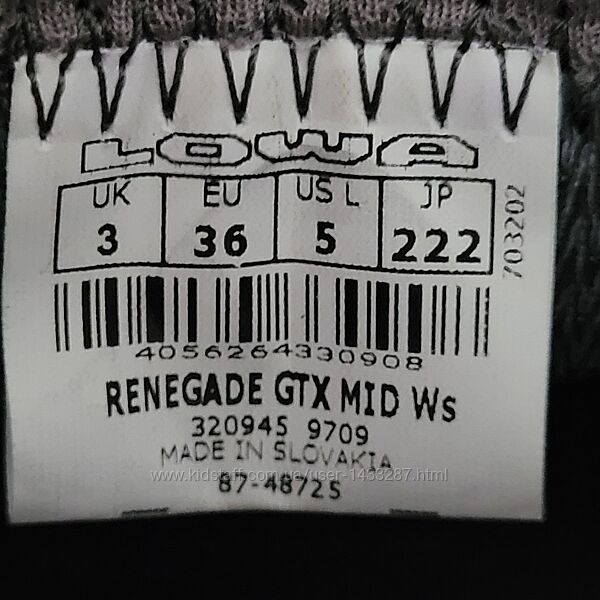 LOWA
UK EU US L JP
3 36 5 222
703202
4056264330908
RENEGADE GTX MID Ws
320945 9709
MADE IN SLOVAKIA
www.kidstaff.com.ua/user-1453287.html
87-48725